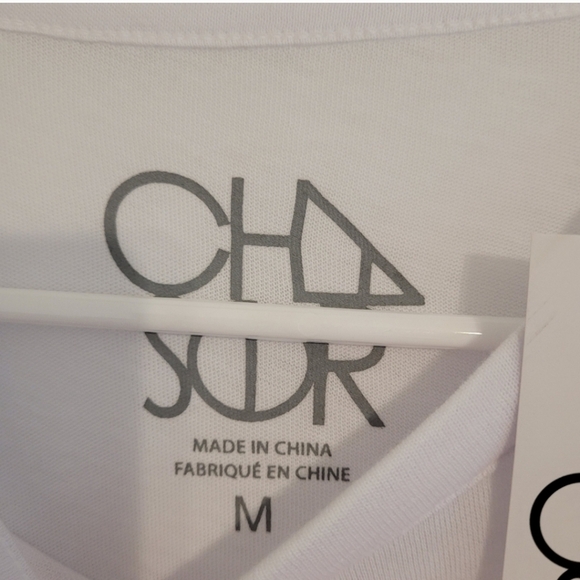 CHA
SER
MADE IN CHINA
FABRIQUÉ EN CHINE
M